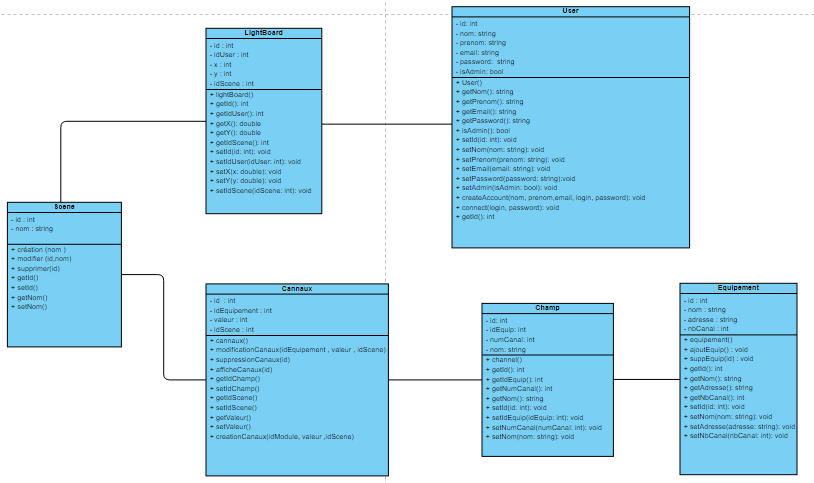 LightBoard
- id : int
- idUser : int
- x : int
- y : int
- idScene : int
+ lightBoard()
+ getId(): int
+ getIdUser(): int
+ getX(): double
+ getY(): double
+ getIdScene(): int
+ setId(id: int): void
+ setIdUser(idUser: int): void
+ setX(x: double): void
+ setY(y: double): void
+ setIdScene(idScene: int): void
User
- id: int
- nom: string
- prenom: string
- email: string
- password: string
- isAdmin: bool
+ User()
+ getNom(): string
+ getPrenom(): string
+ getEmail(): string
+ getPassword(): string
+ isAdmin(): bool
+ setId(id: int): void
+ setNom(nom: string): void
+ setPrenom(prenom: string): void
+ setEmail(email: string): void
+ setPassword(password: string):void
+ setAdmin(isAdmin: bool): void
+ createAccount(nom, prenom,email, login, password): void
+ connect(login, password): void
+ getId(): int
Scene
- id : int
- nom : string
+ création (nom )
+ modifier (id,nom)
+ supprimer(id)
+ getId()
+ setId()
+ getNom()
+ setNom()
Cannaux
- id : int
- idEquipement : int
- valeur : int
- idScene : int
+ cannaux()
+ modificationCanaux(idEquipement , valeur , idScene)
+ suppressionCanaux(id)
+ afficheCanaux(id)
+ getIdChamp()
+ setIdChamp()
+ getIdScene()
+ setIdScene()
+ getValeur()
+ setValeur()
+ creationCanaux(idModule, valeur ,idScene)
Champ
- id: int
- idEquip: int
- numCanal: int
- nom: string
+ channel()
+ getId(): int
+ getIdEquip(): int
+ getNumCanal(): int
+ getNom(): string
+ setId(id: int): void
+ setIdEquip(idEquip: int): void
+ setNumCanal(numCanal: int): void
+ setNom(nom: string): void
Equipement
- id : int
- nom : string
- adresse : string
- nbCanal : int
+ equipement()
+ ajoutEquip() : void
+ suppEquip(id) : void
+ getId(): int
+ getNom(): string
+ getAdresse(): string
+ getNbCanal(): int
+ setId(id: int): void
+ setNom(nom: string): void
+ setAdresse(adresse: string): void
+ setNbCanal(nbCanal: int): void